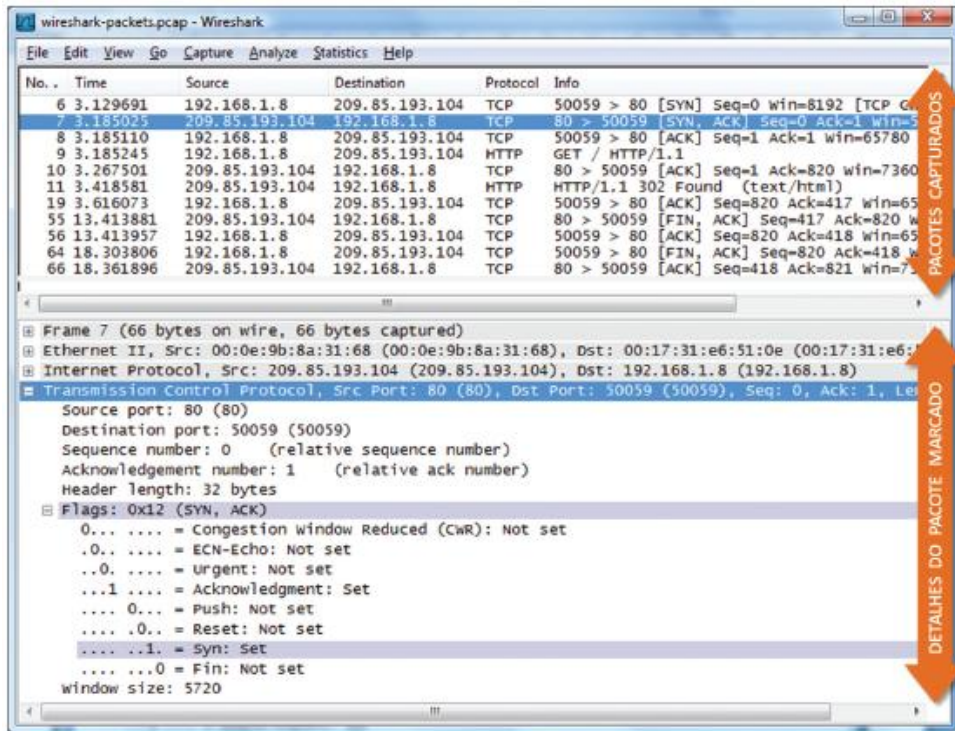 wireshark-packets.pcap - Wireshark
File Edit View Go Capture Analyze Statistics Help
No. . Time Source Destination Protocol Info
6 3.129691 192.168.1.8 209.85.193.104 TCP 50059 > 80 [SYN] Seq=0 Win=8192 [TCP
7 3.185025 209.85.193.104 192.168.1.8 TCP 80 > 50059 [SYN, ACK] Seq=0 Ack=1 Win=5
8 3.185110 192.168.1.8 209.85.193.104 TCP 50059 > 80 [ACK] Seq=1 Ack=1 Win=65780
9 3.185245 192.168.1.8 209.85.193.104 HTTP GET / HTTP/1.1
10 3.267501 209.85.193.104 192.168.1.8 TCP 80 > 50059 [ACK] Seq=1 Ack=820 Win=7360
11 3.418581 209.85.193.104 192.168.1.8 HTTP HTTP/1.1 302 Found (text/html)
19 3.616073 192.168.1.8 209.85.193.104 TCP 50059 > 80 [ACK] Seq=820 Ack=417 Win=65
55 13.413881 209.85.193.104 192.168.1.8 TCP 80 > 50059 [FIN, ACK] Seq=417 Ack=820 W
56 13.413957 192.168.1.8 209.85.193.104 TCP 50059 > 80 [ACK] Seq=820 Ack=418 Win=65
64 18.303806 192.168.1.8 209.85.193.104 TCP 50059 > 80 [FIN, ACK] Seq=820 Ack=418 W
66 18.361896 209.85.193.104 192.168.1.8 TCP 80 > 50059 [ACK] Seq=418 Ack=821 Win=7
PACOTES CAPTURADOS
Frame 7 (66 bytes on wire, 66 bytes captured)
Ethernet II, Src: 00:0e:9b:8a:31:68 (00:0e:9b:8a:31:68), Dst: 00:17:31:e6:51:0e (00:17:31:e6:
Internet Protocol, Src: 209.85.193.104 (209.85.193.104), Dst: 192.168.1.8 (192.168.1.8)
Transmission Control Protocol, Src Port: 80 (80), Dst Port: 50059 (50059), Seq: 0, Ack: 1, Le
Source port: 80 (80)
Destination port: 50059 (50059)
Sequence number: 0 (relative sequence number)
Acknowledgement number: 1 (relative ack number)
Header length: 32 bytes
Flags: 0x12 (SYN, ACK)
0... .... = Congestion Window Reduced (CWR): Not set
.0.. .... = ECN-Echo: Not set
..0. .... = Urgent: Not set
...1 .... = Acknowledgment: Set
.... 0... = Push: Not set
.... .0.. = Reset: Not set
.... ..1. = Syn: Set
.... ...0 = Fin: Not set
Window size: 5720
DETALHES DO PACOTE MARCADO